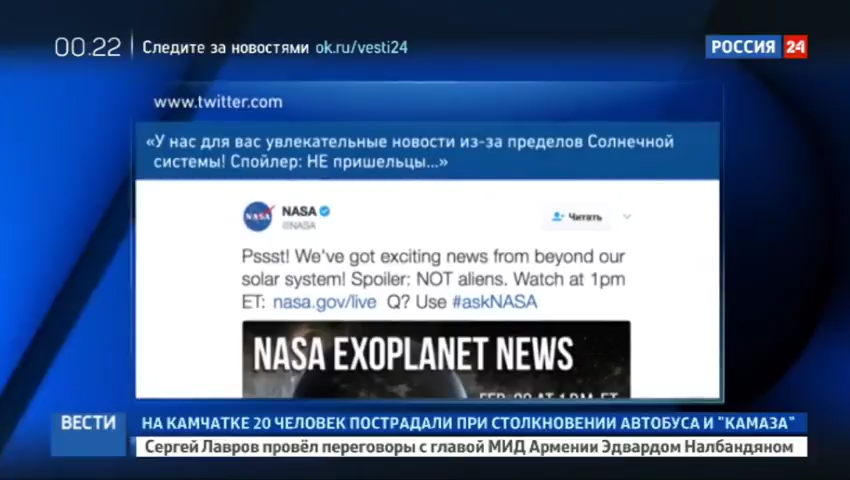 00.22
Следите за новостями ok.ru/vesti24
РОССИЯ 24
www.twitter.com
«У нас для вас увлекательные новости из-за пределов Солнечной
системы! Спойлер: НЕ пришельцы...»
NASA
NASA
@NASA
Читать
Pssst! We've got exciting news from beyond our
solar system! Spoiler: NOT aliens. Watch at 1pm
ET: nasa.gov/live Q? Use #askNASA
NASA EXOPLANET NEWS
ВЕСТИ
НА КАМЧАТКЕ 20 ЧЕЛОВЕК ПОСТРАДАЛИ ПРИ СТОЛКНОВЕНИИ АВТОБУСА И "КАМАЗА"
Сергей Лавров провёл переговоры с главой МИД Армении Эдвардом Налбандяном